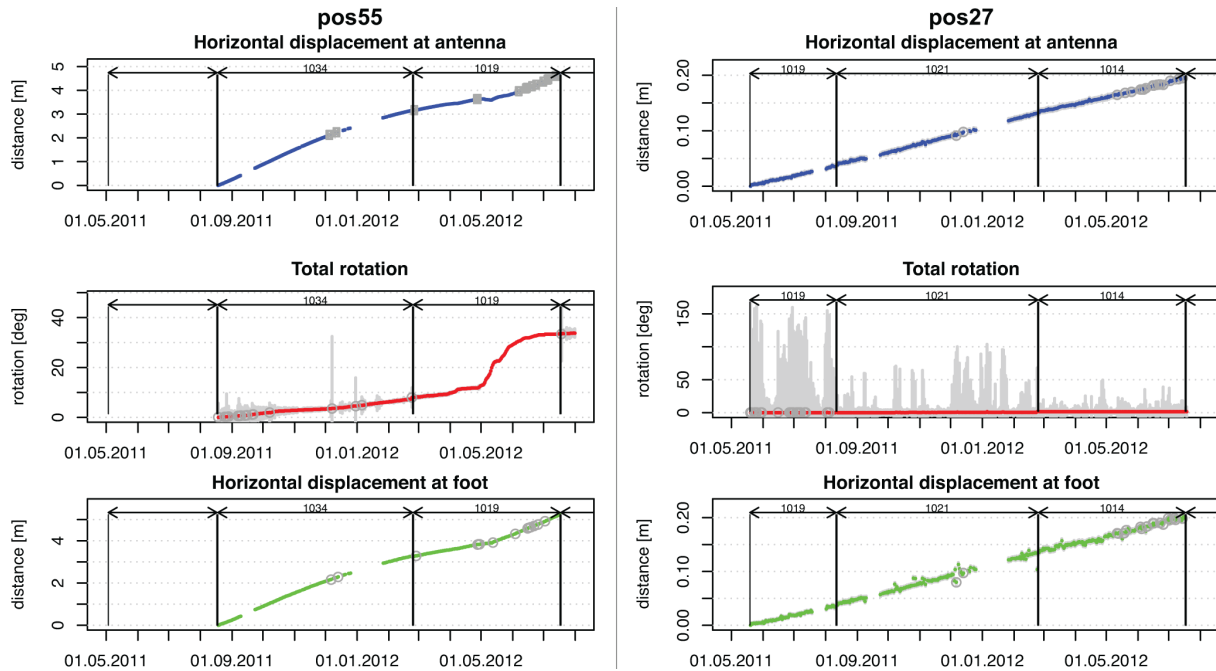 pos55
Horizontal displacement at antenna
distance [m]
0 1 2 3 4 5
1034 1019
01.05.2011 01.09.2011 01.01.2012 01.05.2012
Total rotation
rotation [deg]
0 20 40
1034 1019
01.05.2011 01.09.2011 01.01.2012 01.05.2012
Horizontal displacement at foot
distance [m]
0 2 4
1034 1019
01.05.2011 01.09.2011 01.01.2012 01.05.2012
pos27
Horizontal displacement at antenna
distance [m]
0.00 0.10 0.20
1019 1021 1014
01.05.2011 01.09.2011 01.01.2012 01.05.2012
Total rotation
rotation [deg]
0 50 150
1019 1021 1014
01.05.2011 01.09.2011 01.01.2012 01.05.2012
Horizontal displacement at foot
distance [m]
0.00 0.10 0.20
1019 1021 1014
01.05.2011 01.09.2011 01.01.2012 01.05.2012